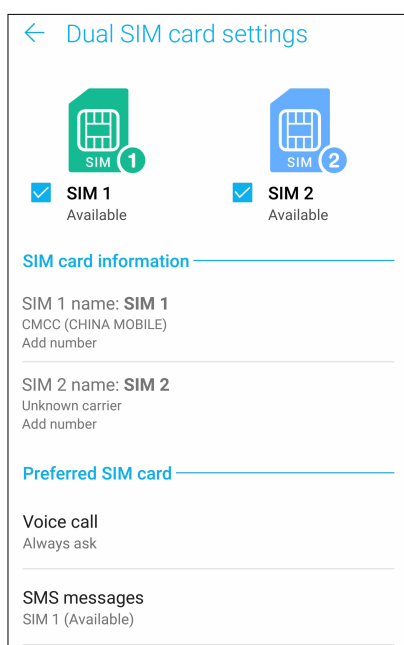 Dual SIM card settings
SIM 1
SIM 2
SIM 1
SIM 2
Available
Available
SIM card information
SIM 1 name: SIM 1
CMCC (CHINA MOBILE)
Add number
SIM 2 name: SIM 2
Unknown carrier
Add number
Preferred SIM card
Voice call
Always ask
SMS messages
SIM 1 (Available)